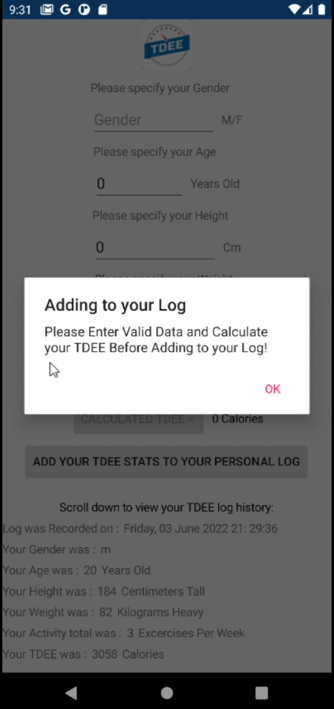 9:31
TDEE
Please specify your Gender
Gender M/F
Please specify your Age
0 Years Old
Please specify your Height
0 Cm
Please specify your Weight
Adding to your Log
Please Enter Valid Data and Calculate
your TDEE Before Adding to your Log!
OK
CALCULATED TDEE = 0 Calories
ADD YOUR TDEE STATS TO YOUR PERSONAL LOG
Scroll down to view your TDEE log history:
Log was Recorded on : Friday, 03 June 2022 21: 29:36
Your Gender was : m
Your Age was : 20 Years Old
Your Height was : 184 Centimeters Tall
Your Weight was : 82 Kilograms Heavy
Your Activity total was : 3 Excercises Per Week
Your TDEE was : 3058 Calories